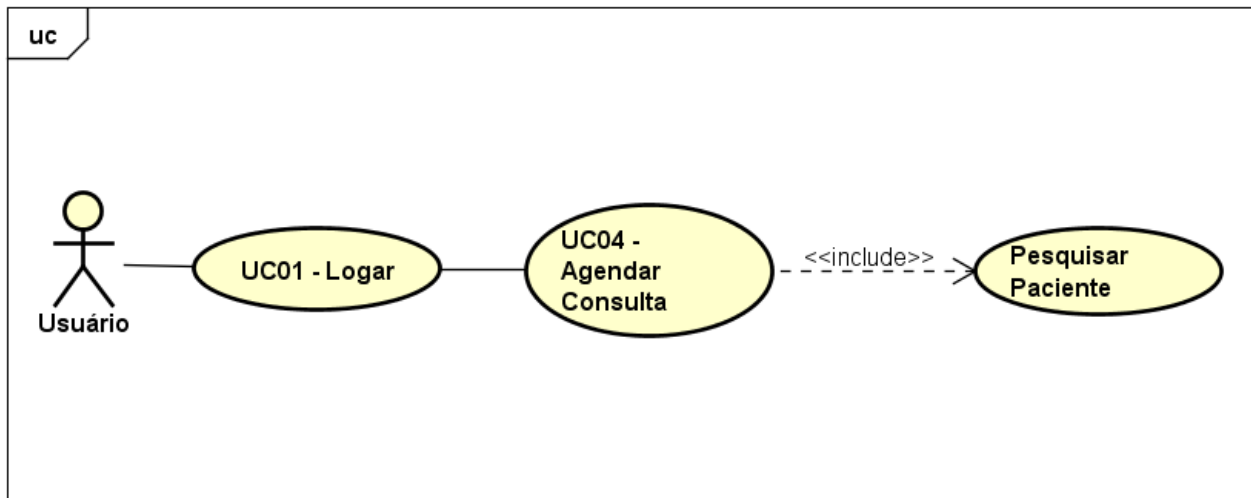 uc
UC04 -
Agendar
Consulta
<<include>>
Pesquisar
Paciente
UC01 - Logar
Usuário